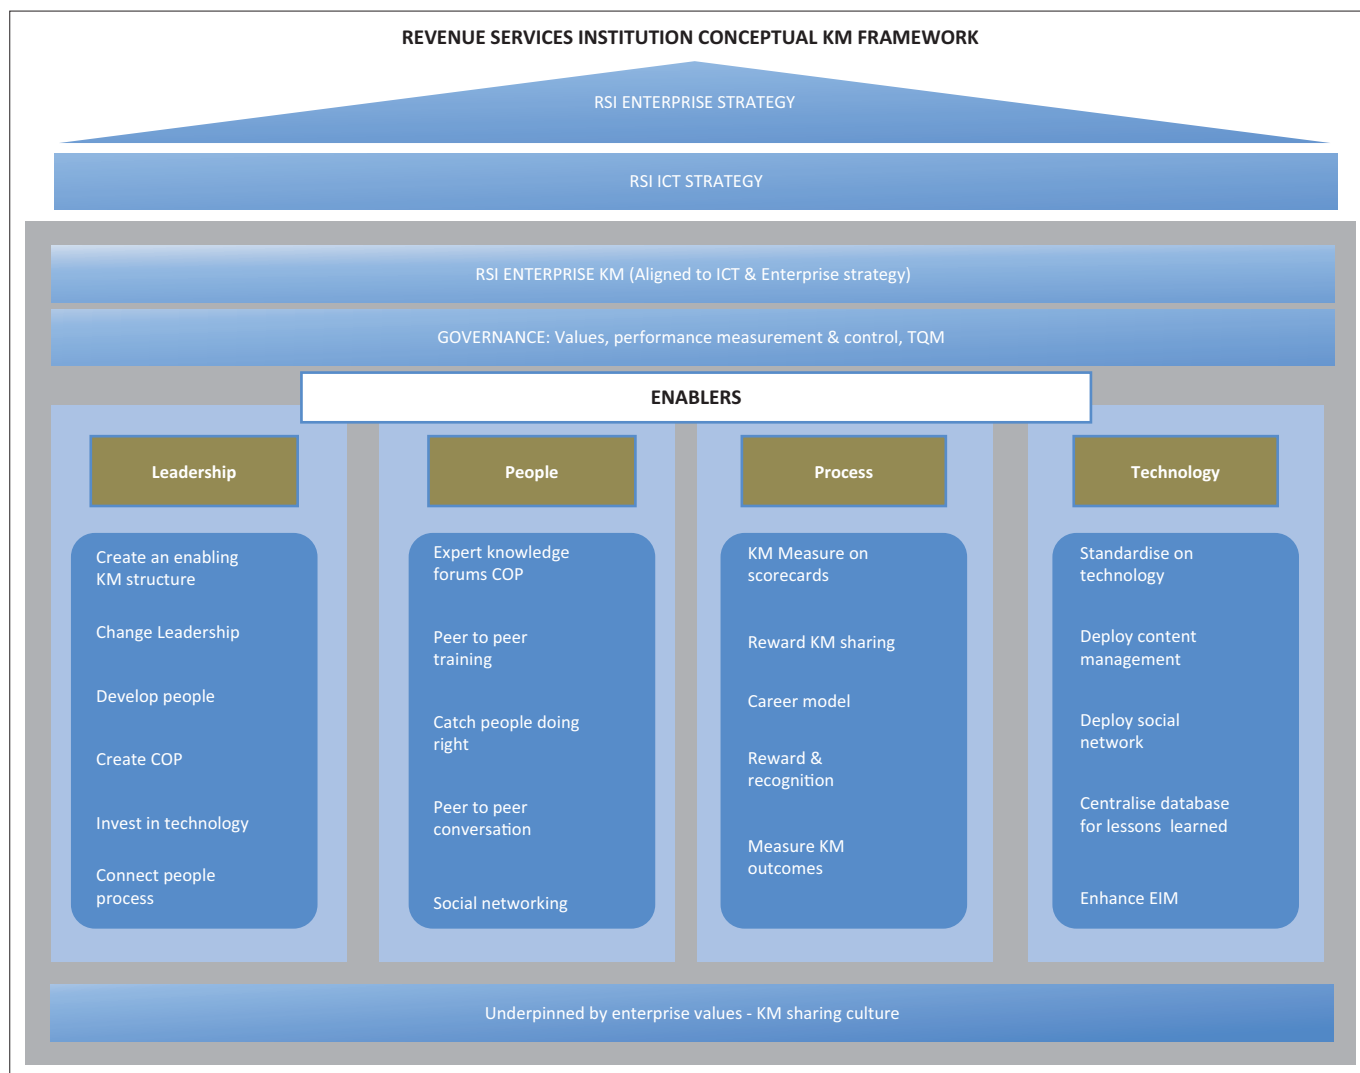 REVENUE SERVICES INSTITUTION CONCEPTUAL KM FRAMEWORK
RSI ENTERPRISE STRATEGY
RSI ICT STRATEGY
RSI ENTERPRISE KM (Aligned to ICT & Enterprise strategy)
GOVERNANCE: Values, performance measurement & control, TQM
ENABLERS
Leadership
Create an enabling
KM structure
Change Leadership
Develop people
Create COP
Invest in technology
Connect people
process
People
Expert knowledge
forums COP
Peer to peer
training
Catch people doing
right
Peer to peer
conversation
Social networking
Process
KM Measure on
scorecards
Reward KM sharing
Career model
Reward &
recognition
Measure KM
outcomes
Technology
Standardise on
technology
Deploy content
management
Deploy social
network
Centralise database
for lessons learned
Enhance EIM
Underpinned by enterprise values - KM sharing culture